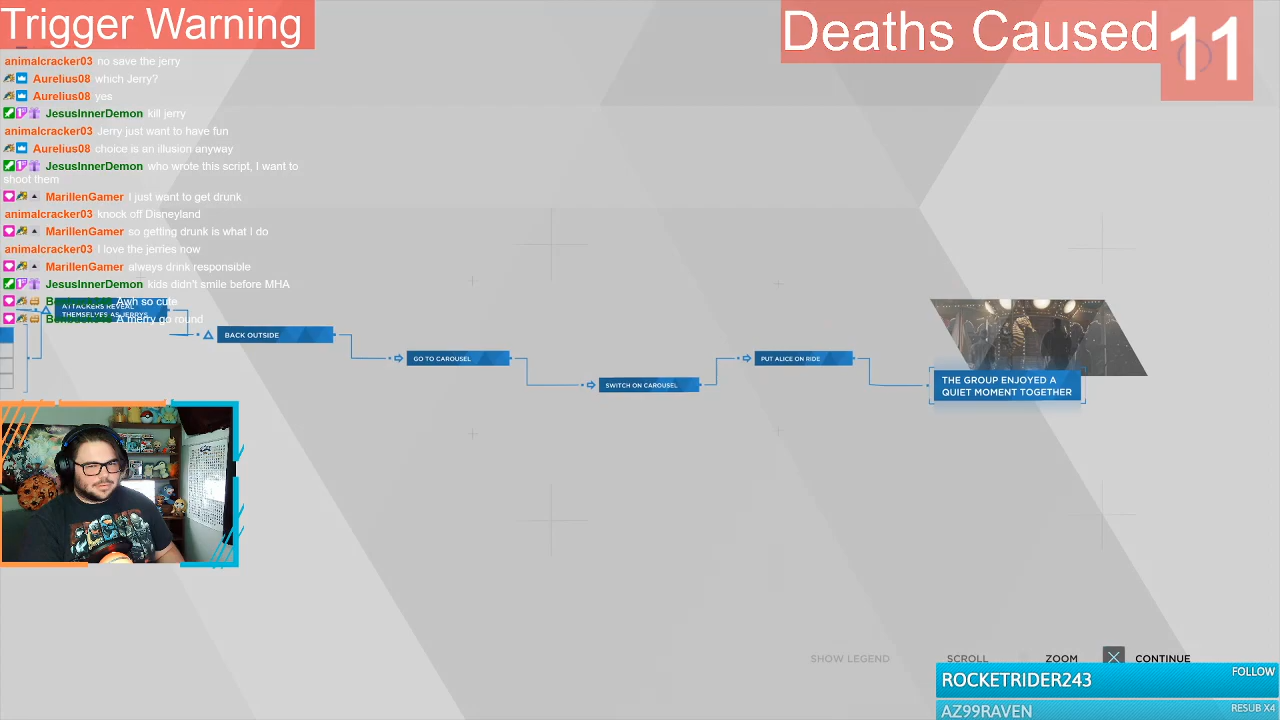 Trigger Warning
Deaths Caused 11
animalcracker03 no save the jerry
Aurelius08 which Jerry?
Aurelius08 yes
JesusInnerDemon kill jerry
animalcracker03 Jerry just want to have fun
Aurelius08 choice is an illusion anyway
JesusInnerDemon who wrote this script, I want to
shoot them
MarillenGamer I just want to get drunk
animalcracker03 knock off Disneyland
MarillenGamer so getting drunk is what I do
animalcracker03 I love the jerries now
MarillenGamer always drink responsible
JesusInnerDemon kids didn't smile before MHA
Awh so cute
A merry go round
ATTACKERS REVEAL
THEMSELVES AS JERRYS
BACK OUTSIDE
GO TO CAROUSEL
SWITCH ON CAROUSEL
PUT ALICE ON RIDE
THE GROUP ENJOYED A
QUIET MOMENT TOGETHER
SHOW LEGEND
SCROLL
ZOOM
CONTINUE
ROCKETRIDER243
FOLLOW
AZ99RAVEN
RESUB X4